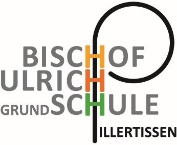 BISCHOF
ULRICH
GRUNDSCHULE
ILLERTISSEN